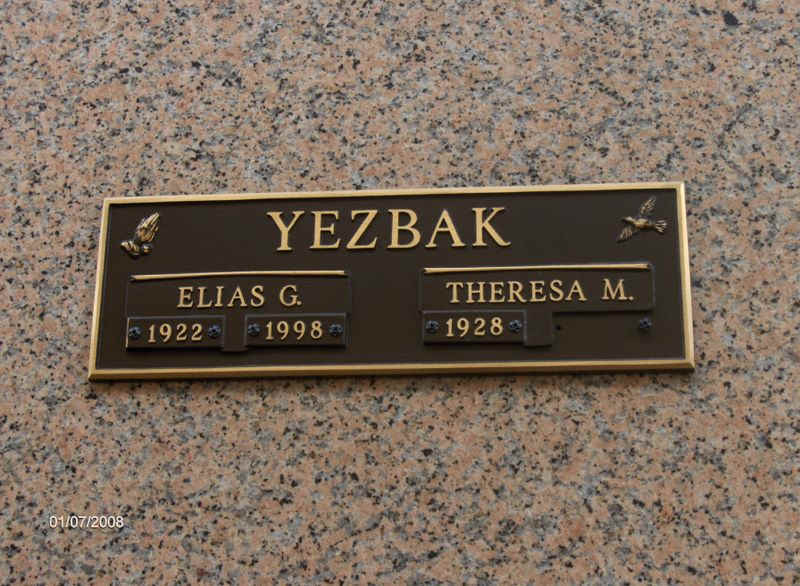 YEZBAK
ELIAS G.
1922 1998
THERESA M.
1928
01/07/2008